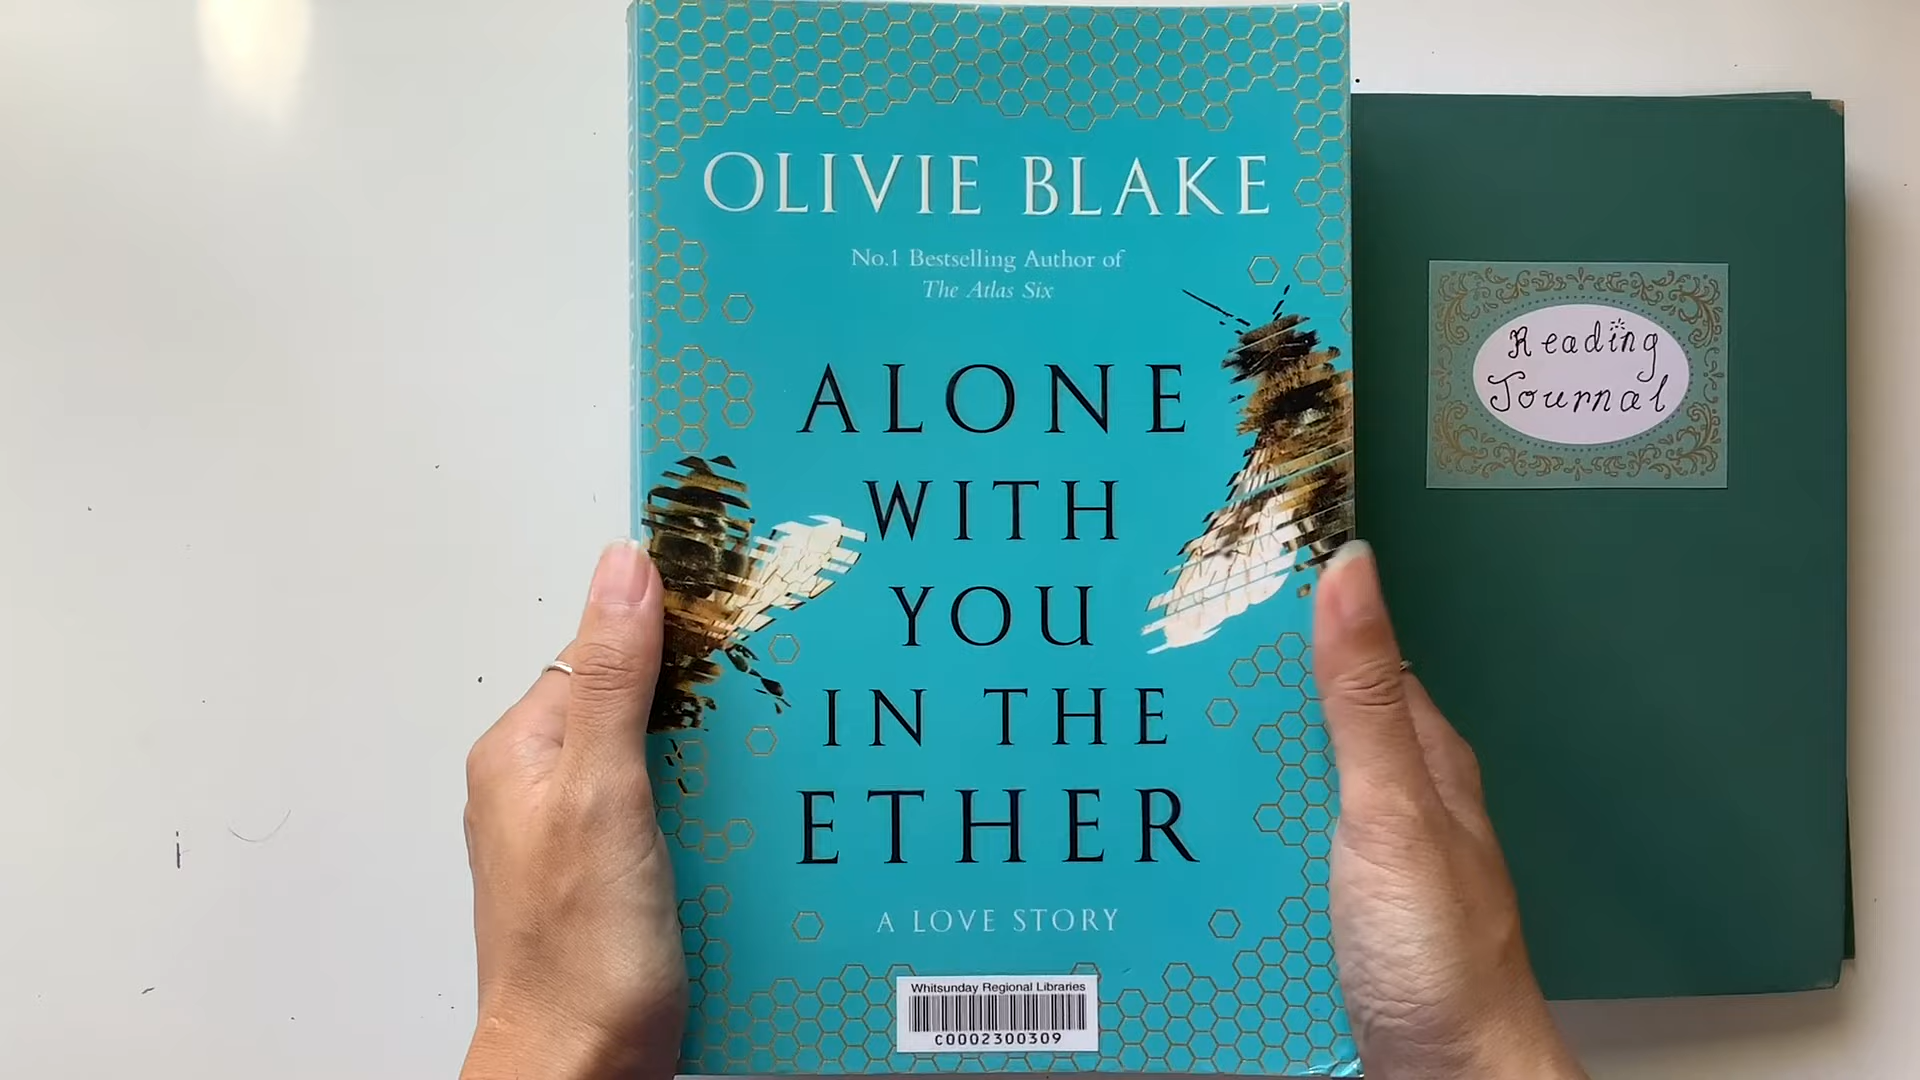 OLIVIE BLAKE
No.1 Bestselling Author of
The Atlas Six
ALONE
WITH
YOU
IN THE
ETHER
A LOVE STORY
Whitsunday Regional Libraries
C0002300309
Reading
Journal